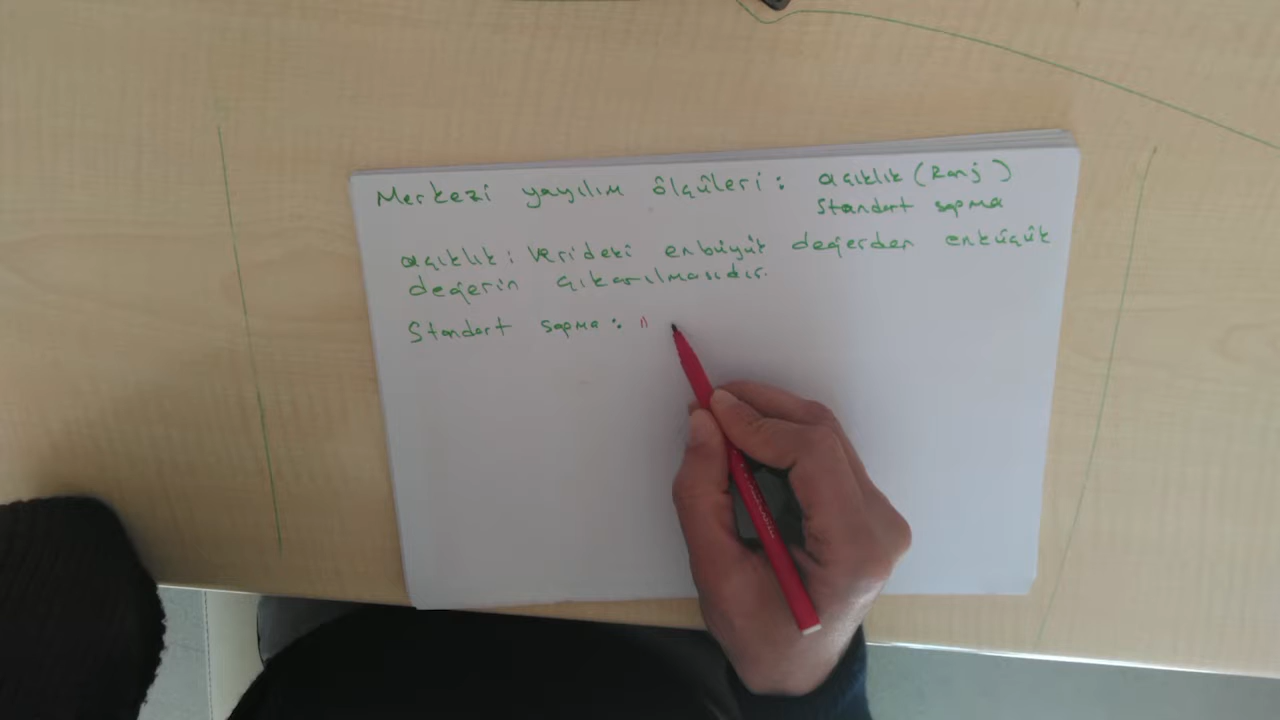 Merkezi yayılım ölçüleri : açıklık (Ranj)
Standart sapma
açıklık : Verideki enbüyük değerden enküçük
değerin çıkarılmasıdır.
Standart sapma : "